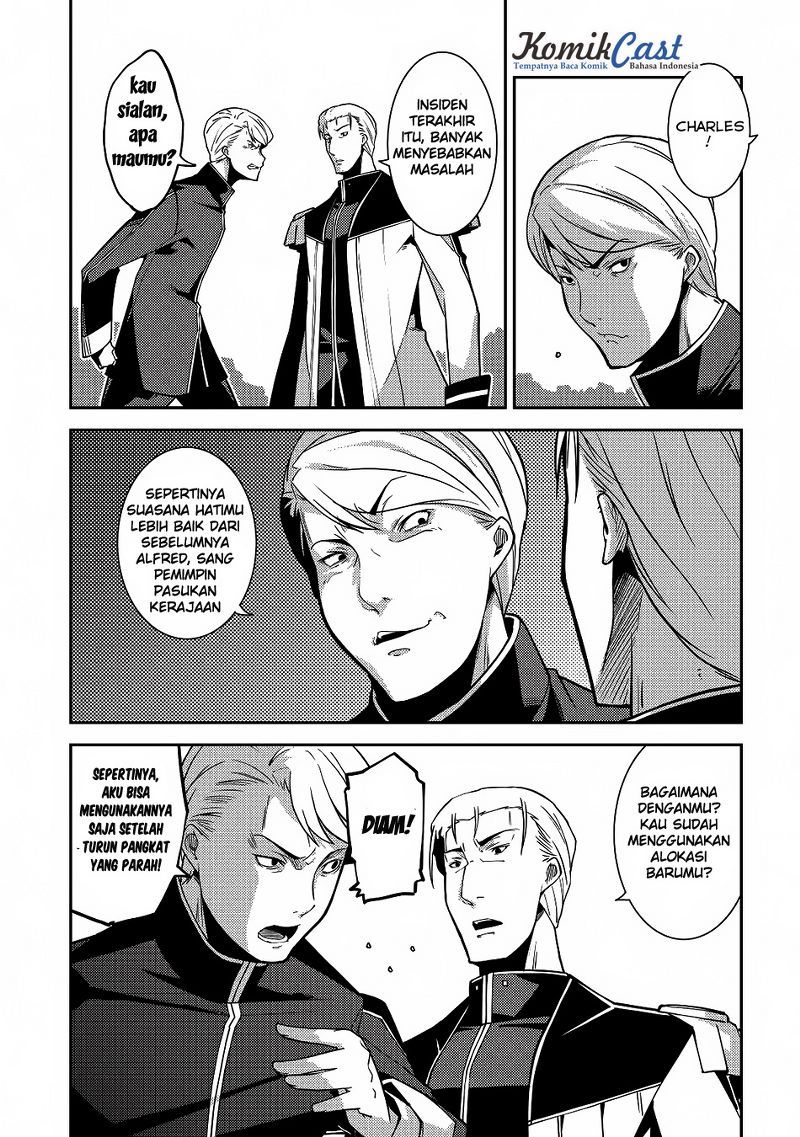 KomikCast
Tempatnya Baca Komik Bahasa Indonesia
CHARLES
!
INSIDEN
TERAKHIR
ITU, BANYAK
MENYEBABKAN
MASALAH
kau
sialan,
apa
maumu?
SEPERTINYA
SUASANA HATIMU
LEBIH BAIK DARI
SEBELUMNYA
ALFRED, SANG
PEMIMPIN
PASUKAN
KERAJAAN
BAGAIMANA
DENGANMU?
KAU SUDAH
MENGGUNAKAN
ALOKASI
BARUMU?
DIAM!
SEPERTINYA,
AKU BISA
MENGUNAKANNYA
SAJA SETELAH
TURUN PANGKAT
YANG PARAH!